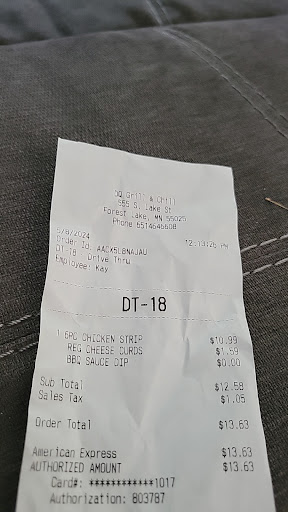 DQ Grill & Chill
555 S. Lake St
Forest Lake, MN 55025
Phone 6514646608
5/8/2024 12:13:26 PM
Order Id: AACX5LBNAJAU
DT-18 - Drive Thru
Employee: Kay
DT-18
1 6PC CHICKEN STRIP $10.99
REG CHEESE CURDS $1.59
BBQ SAUCE DIP $0.00
Sub Total $12.58
Sales Tax $1.05
Order Total $13.63
American Express $13.63
AUTHORIZED AMOUNT $13.63
Card#: ************1017
Authorization: 803787